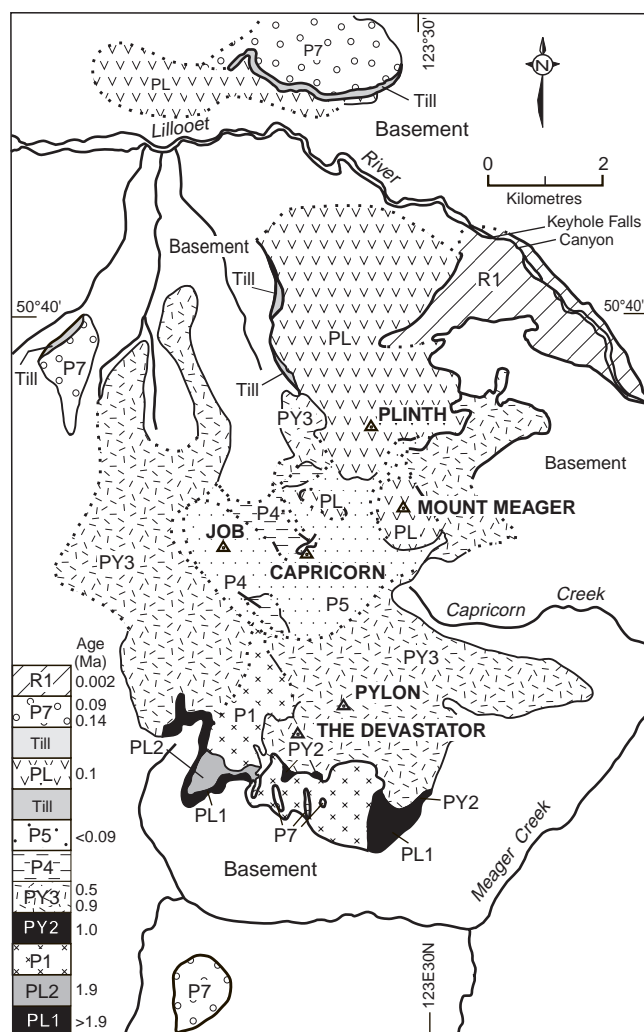 123°30'
P7
N
PL
Till
Basement
Lillooet
River
0 2
Kilometres
Keyhole Falls
Canyon
Basement
Till
R1
50°40'
50°40'
PL
P7
Till
Till
PY3
PLINTH
Basement
PL
MOUNT MEAGER
P4
JOB
PL
CAPRICORN
PY3
P4
P5
Capricorn Creek
PY3
PYLON
P1
THE DEVASTATOR
PL2
PY2
PL1
P7
PY2
PL1
Basement
Meager Creek
P7
123E30N
Age
(Ma)
R1 0.002
P7 0.09
0.14
Till
PL 0.1
Till
P5 <0.09
P4
PY3 0.5
0.9
PY2 1.0
P1
PL2 1.9
PL1 >1.9